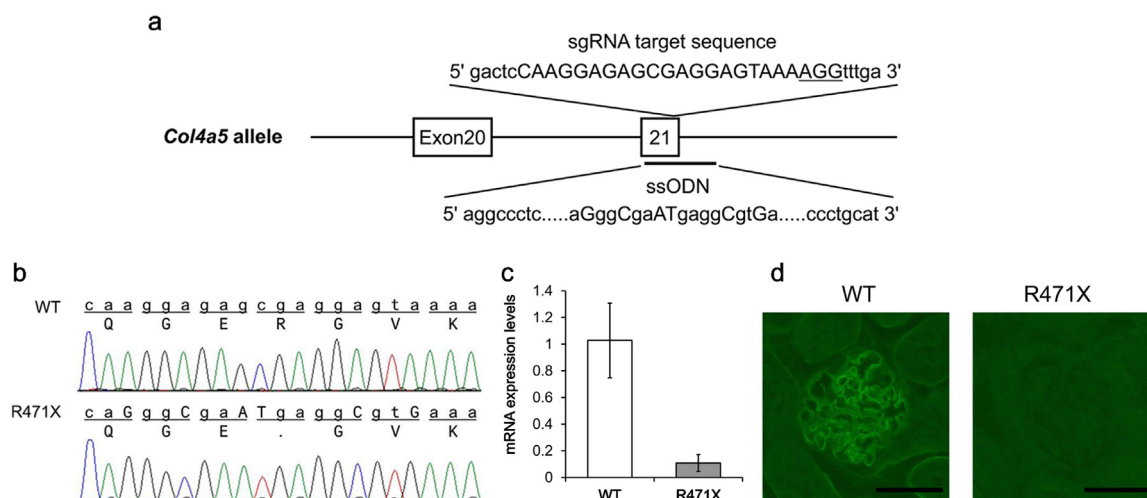 a
sgRNA target sequence
5' gactcCAAGGAGAGCGAGGAGTAAAAGGtttga 3'
Col4a5 allele
Exon20
21
ssODN
5' aggccctc.....aGggCgaATgaggCgtGa.....ccctgcat 3'
b
WT
c a a g g a g a g c g a g g a g t a a a a
Q G E R G V K
R471X
c a G g g C g a A T g a g g C g t G a a a
Q G E . G V K
c
mRNA expression levels
1.4
1.2
1
0.8
0.6
0.4
0.2
0
WT
R471X
d
WT
R471X